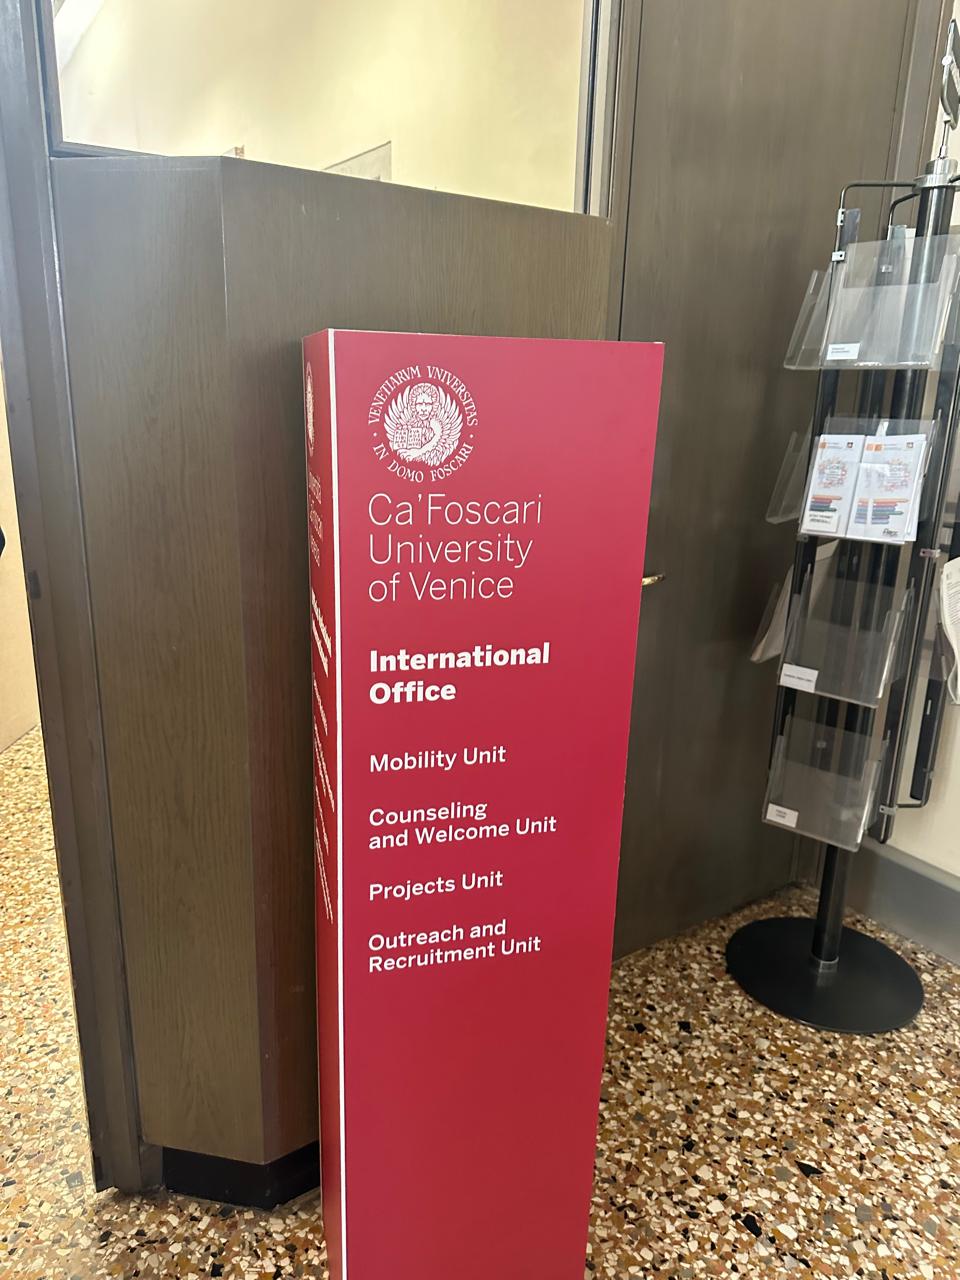 VENETIARVM VNIVERSITAS
· IN DOMO FOSCARI ·
Ca'Foscari
University
of Venice
International
Office
Mobility Unit
Counseling
and Welcome Unit
Projects Unit
Outreach and
Recruitment Unit